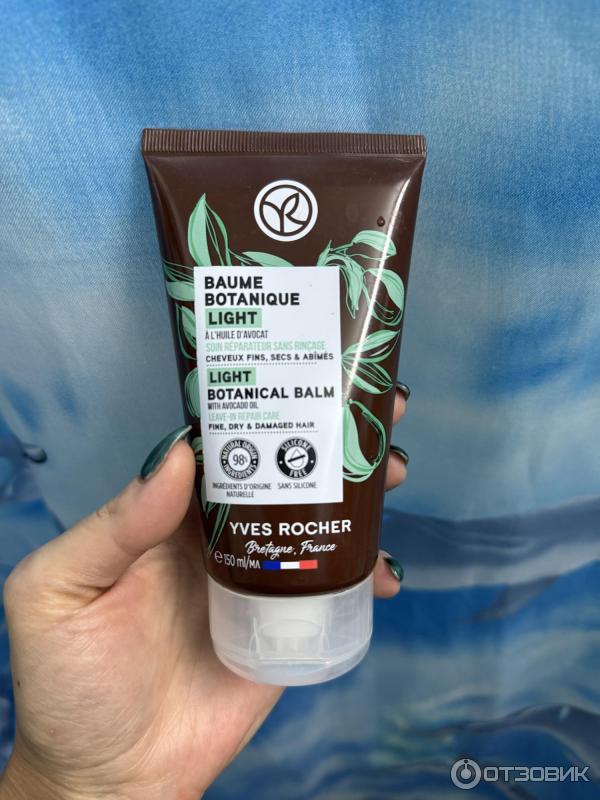 BAUME
BOTANIQUE
LIGHT
À L'HUILE D'AVOCAT
SOIN RÉPARATEUR SANS RINÇAGE
CHEVEUX FINS, SECS & ABÎMÉS
LIGHT
BOTANICAL BALM
WITH AVOCADO OIL
LEAVE-IN REPAIR CARE
FINE, DRY & DAMAGED HAIR
NATURAL ORIGIN
98%
INGREDIENTS
SILICONE
FREE
INGRÉDIENTS D'ORIGINE
NATURELLE
SANS SILICONE
YVES ROCHER
Bretagne, France
e 150 ml/МЛ
ОТЗОВИК